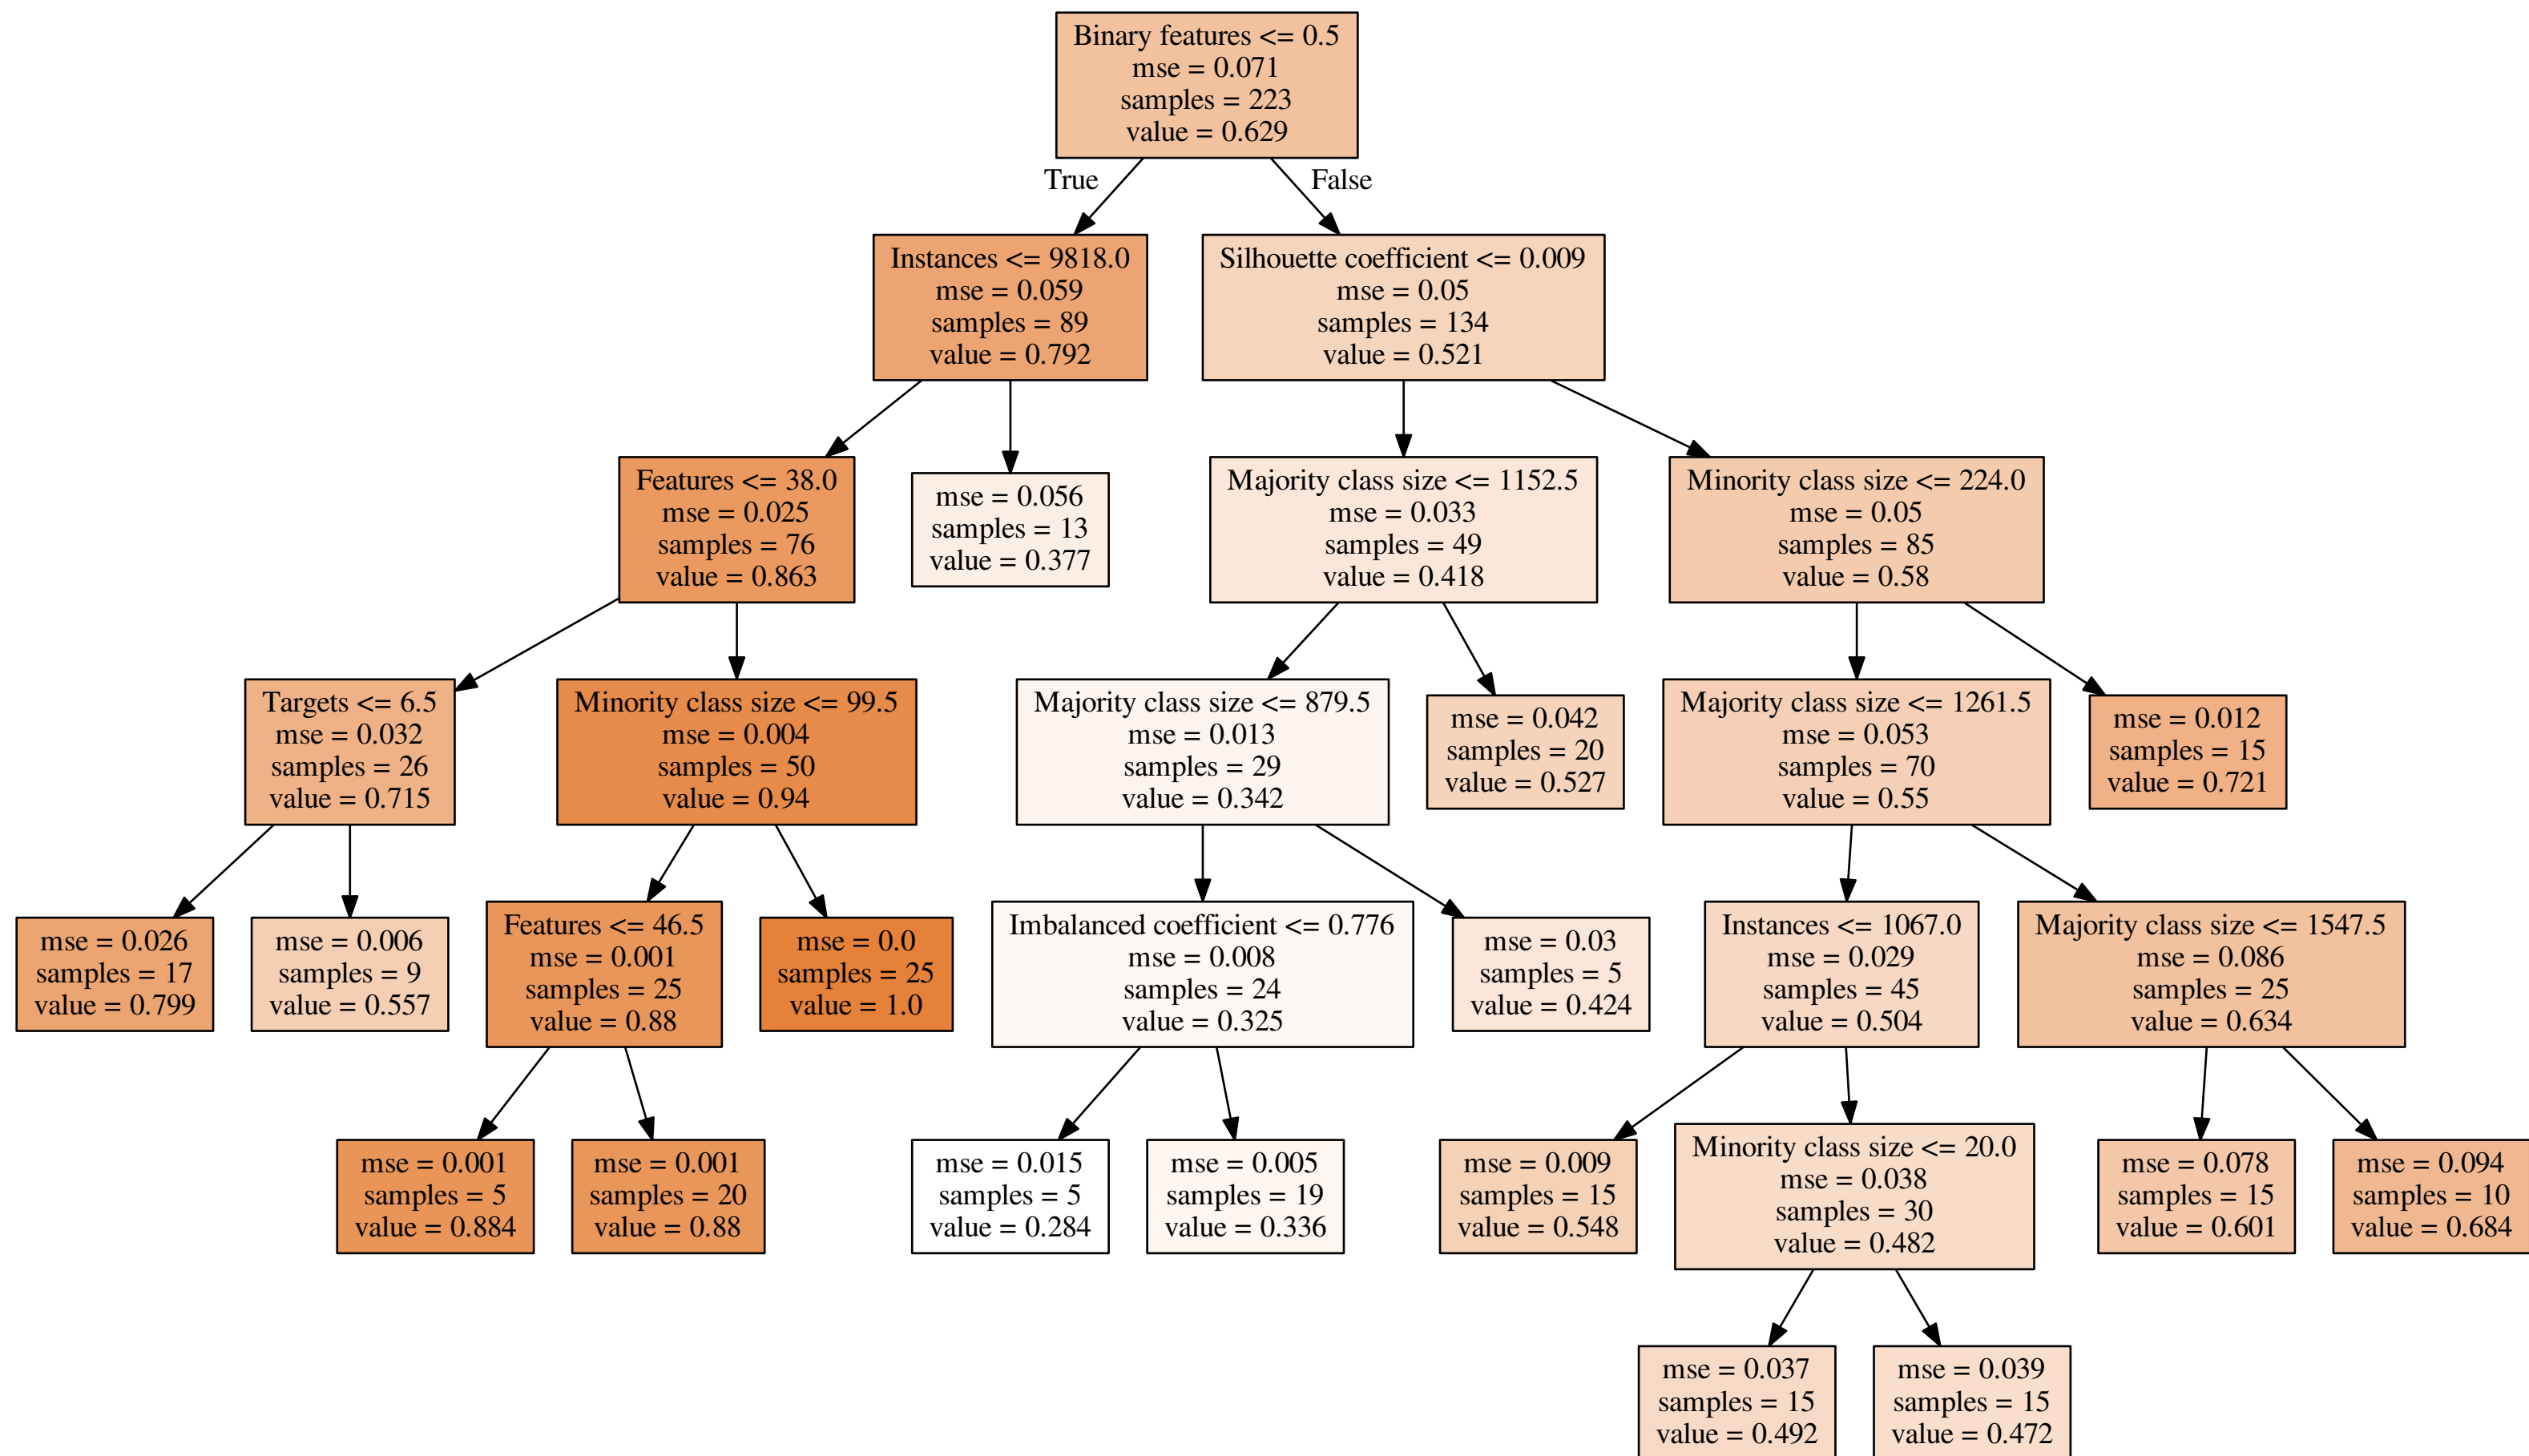 Binary features <= 0.5
mse = 0.071
samples = 223
value = 0.629
True
False
Instances <= 9818.0
mse = 0.059
samples = 89
value = 0.792
Silhouette coefficient <= 0.009
mse = 0.05
samples = 134
value = 0.521
Features <= 38.0
mse = 0.025
samples = 76
value = 0.863
mse = 0.056
samples = 13
value = 0.377
Majority class size <= 1152.5
mse = 0.033
samples = 49
value = 0.418
Minority class size <= 224.0
mse = 0.05
samples = 85
value = 0.58
Targets <= 6.5
mse = 0.032
samples = 26
value = 0.715
Minority class size <= 99.5
mse = 0.004
samples = 50
value = 0.94
Majority class size <= 879.5
mse = 0.013
samples = 29
value = 0.342
mse = 0.042
samples = 20
value = 0.527
Majority class size <= 1261.5
mse = 0.053
samples = 70
value = 0.55
mse = 0.012
samples = 15
value = 0.721
mse = 0.026
samples = 17
value = 0.799
mse = 0.006
samples = 9
value = 0.557
Features <= 46.5
mse = 0.001
samples = 25
value = 0.88
mse = 0.0
samples = 25
value = 1.0
Imbalanced coefficient <= 0.776
mse = 0.008
samples = 24
value = 0.325
mse = 0.03
samples = 5
value = 0.424
Instances <= 1067.0
mse = 0.029
samples = 45
value = 0.504
Majority class size <= 1547.5
mse = 0.086
samples = 25
value = 0.634
mse = 0.001
samples = 5
value = 0.884
mse = 0.001
samples = 20
value = 0.88
mse = 0.015
samples = 5
value = 0.284
mse = 0.005
samples = 19
value = 0.336
mse = 0.009
samples = 15
value = 0.548
Minority class size <= 20.0
mse = 0.038
samples = 30
value = 0.482
mse = 0.078
samples = 15
value = 0.601
mse = 0.094
samples = 10
value = 0.684
mse = 0.037
samples = 15
value = 0.492
mse = 0.039
samples = 15
value = 0.472